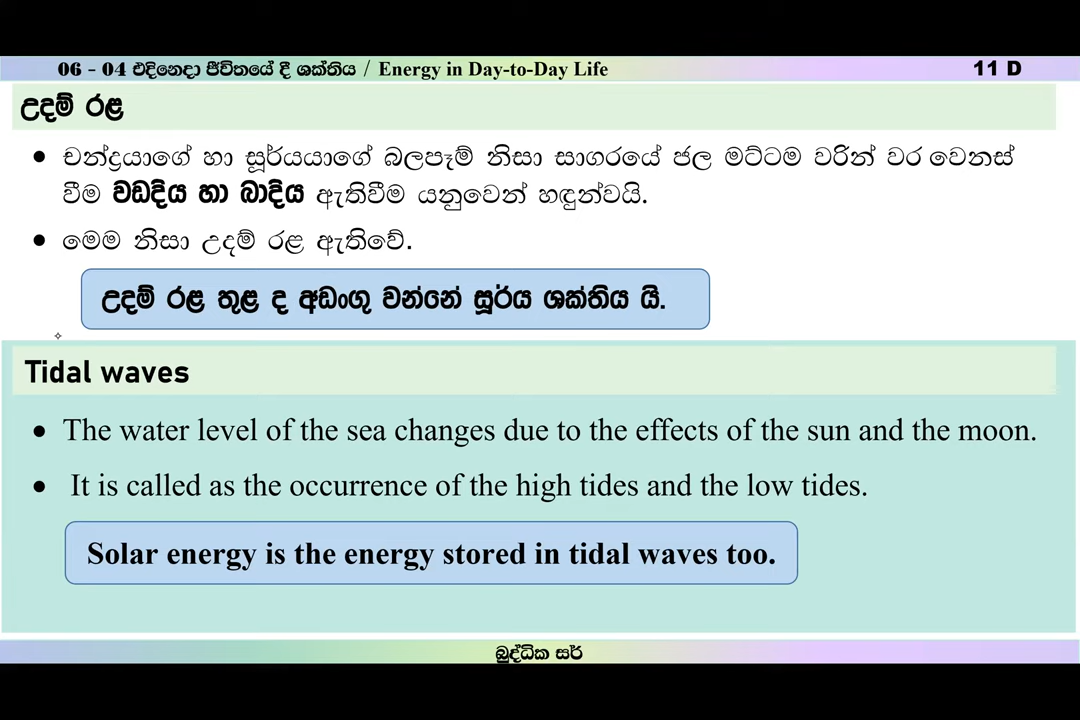 06 - 04 එදිනෙදා ජීවිතයේ දී ශක්තිය / Energy in Day-to-Day Life 11 D
උදම් රළ
• චන්ද්‍රයාගේ හා සූර්යයාගේ බලපෑම් නිසා සාගරයේ ජල මට්ටම වරින් වර වෙනස්
වීම වඩදිය හා බාදිය ඇතිවීම යනුවෙන් හඳුන්වයි.
• මෙම නිසා උදම් රළ ඇතිවේ.
උදම් රළ තුළ ද අඩංගු වන්නේ සූර්ය ශක්තිය යි.
Tidal waves
• The water level of the sea changes due to the effects of the sun and the moon.
• It is called as the occurrence of the high tides and the low tides.
Solar energy is the energy stored in tidal waves too.
බුද්ධික සර්